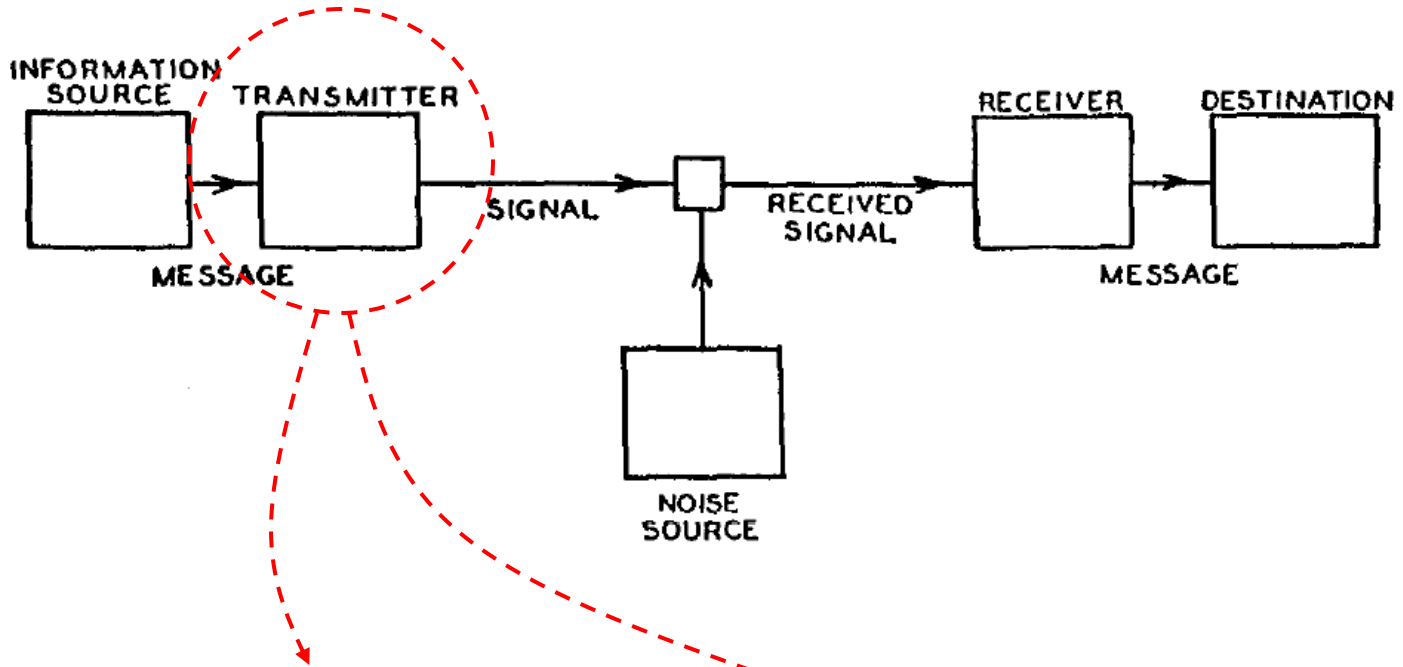 INFORMATION
SOURCE
TRANSMITTER
RECEIVER
DESTINATION
SIGNAL
RECEIVED
SIGNAL
MESSAGE
MESSAGE
NOISE
SOURCE